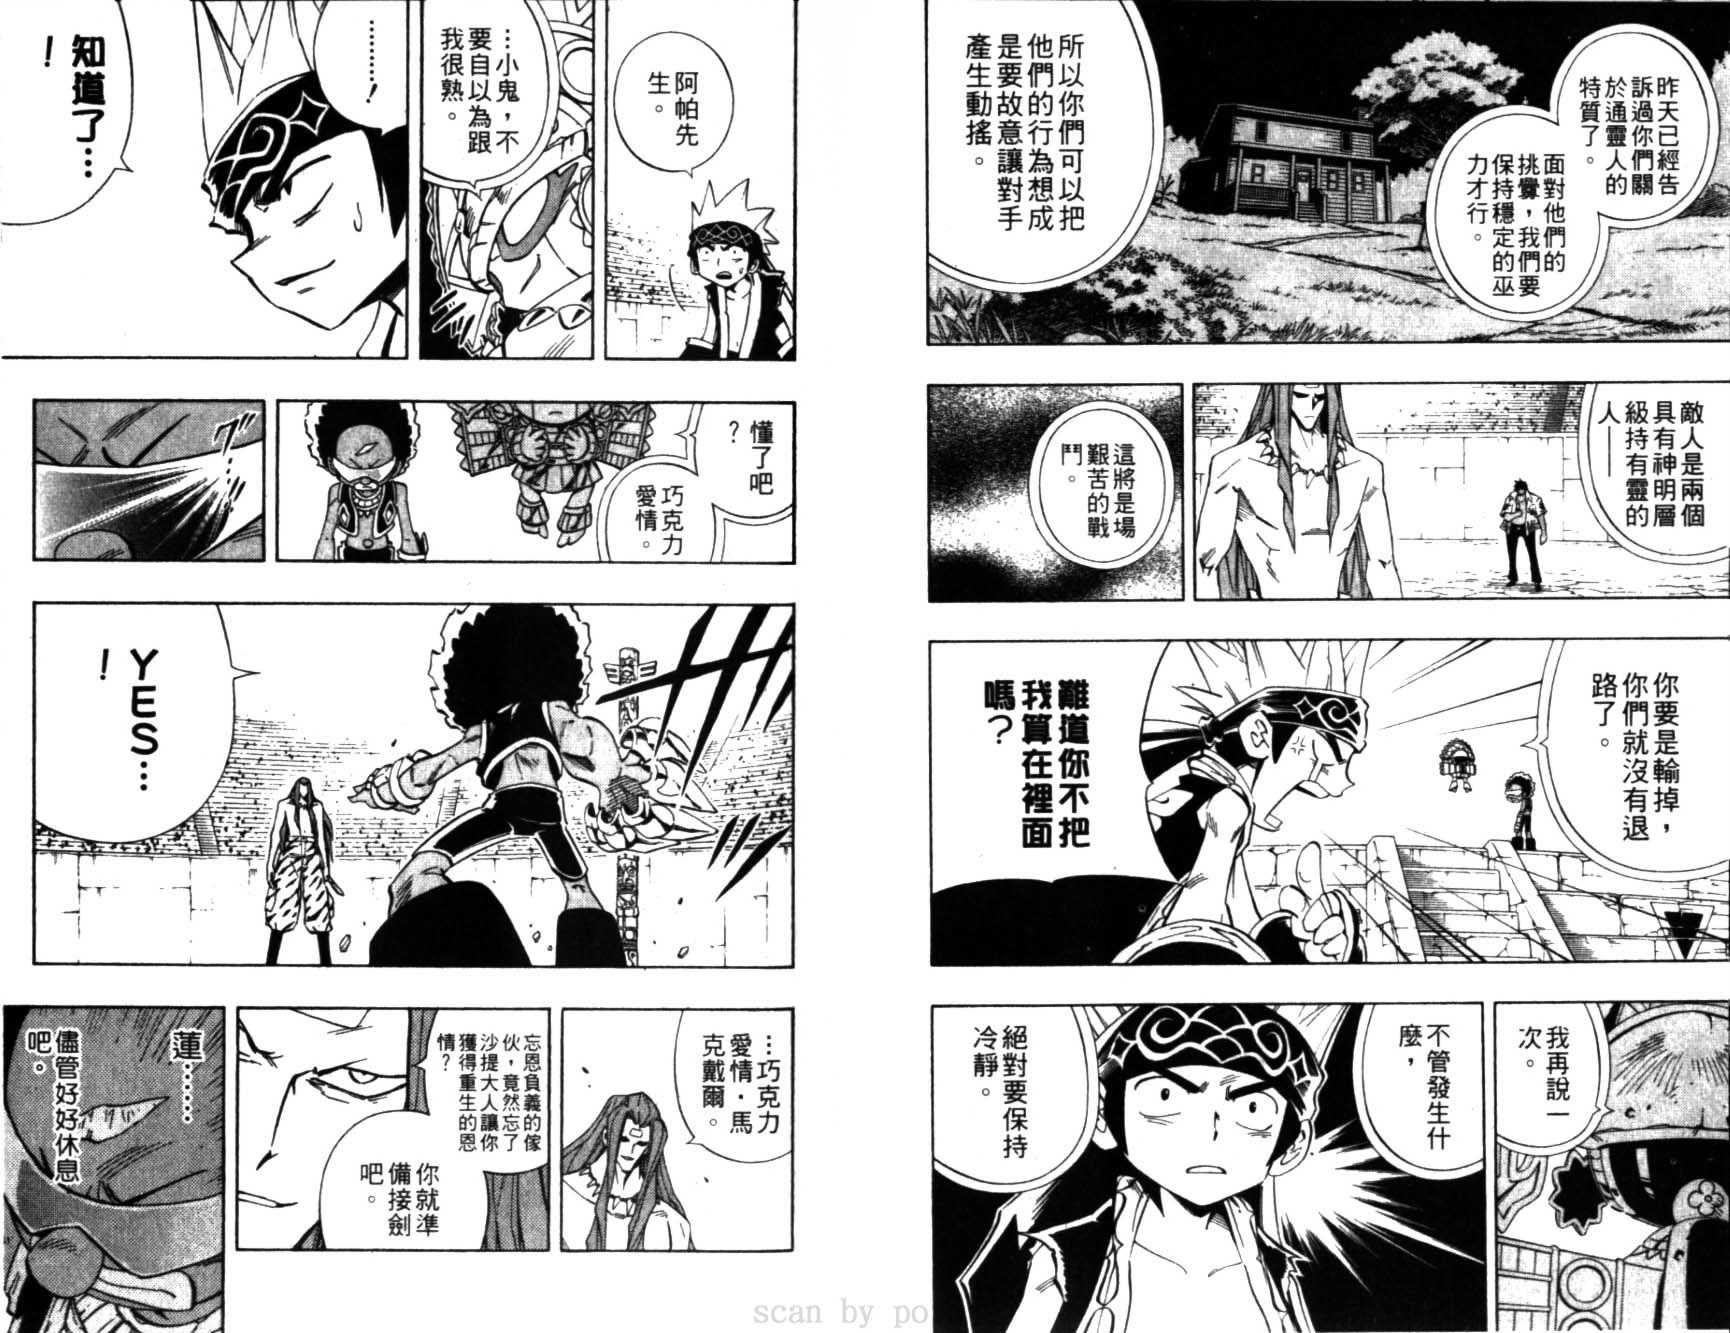 昨天已經告
訴過你們關
於通靈人的
特質了。
面對他們的
挑釁，我們要
保持穩定的巫
力才行。
所以你們可以把
他們的行為想成
是要故意讓對手
產生動搖。
敵人是兩個
具有神明層
級持有靈的
人——
這將是場
艱苦的戰
鬥。
你要是輸掉，
你們就沒有退
路了。
難道你不把
我算在裡面
嗎？
我再說一
次。
不管發生什
麼，
絕對要保持
冷靜。
阿帕先
生。
…小鬼，不
要自以為跟
我很熟。
………！
知道了…
！
懂了吧
？
巧克力
愛情。
YES…
！
…巧克力
愛情·馬
克戴爾。
忘恩負義的傢
伙，竟然忘了
沙提大人讓你
獲得重生的恩
情？
你就準
備接劍
吧。
蓮……
儘管好好休息
吧。
scan by po